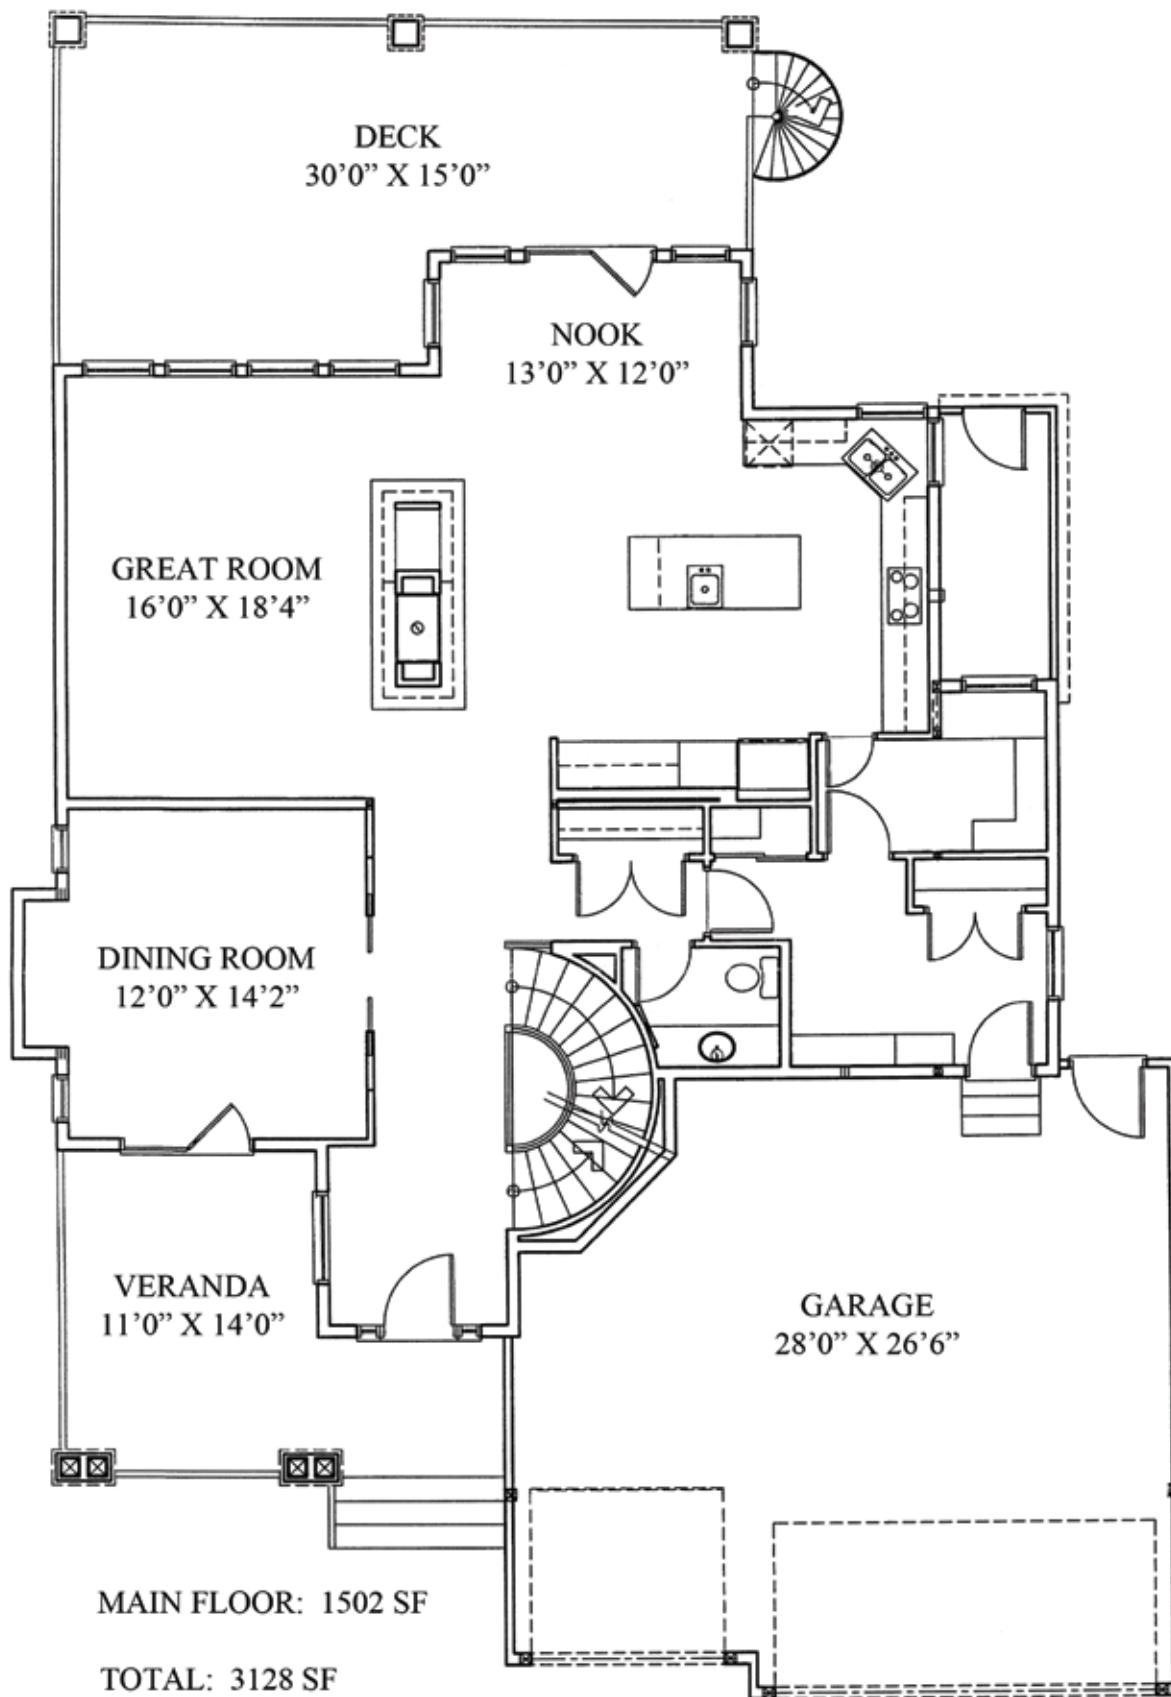 DECK
30’0” X 15’0”
NOOK
13’0” X 12’0”
GREAT ROOM
16’0” X 18’4”
DINING ROOM
12’0” X 14’2”
VERANDA
11’0” X 14’0”
GARAGE
28’0” X 26’6”
MAIN FLOOR: 1502 SF
TOTAL: 3128 SF